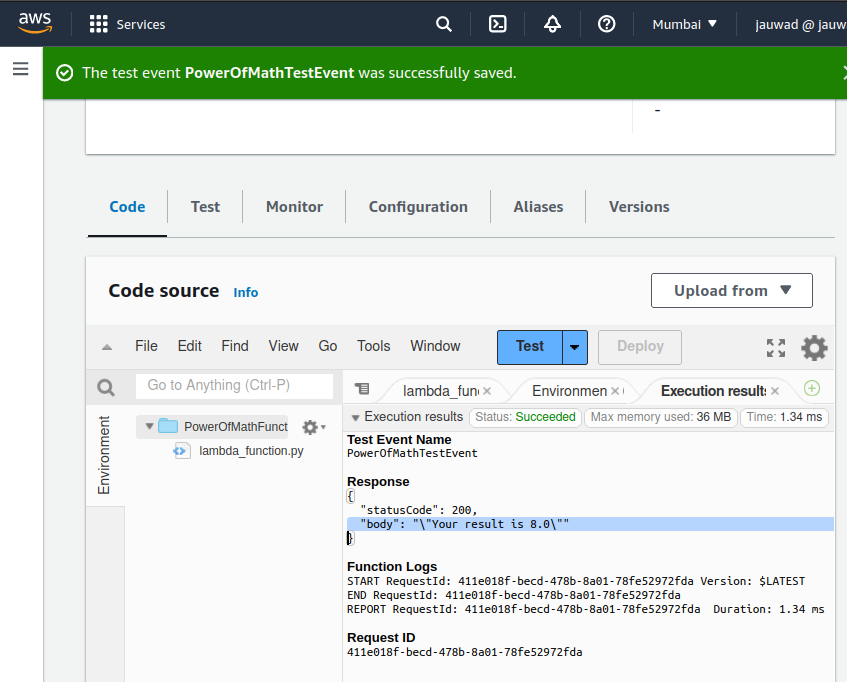 aws Services Mumbai ▼ jauwad @ jauw
The test event PowerOfMathTestEvent was successfully saved.
-
Code Test Monitor Configuration Aliases Versions
Code source Info Upload from ▼
File Edit Find View Go Tools Window Test Deploy
Go to Anything (Ctrl-P) lambda_fun × Environmen × Execution results ×
Execution results Status: Succeeded Max memory used: 36 MB Time: 1.34 ms
Environment
PowerOfMathFunct
lambda_function.py
Test Event Name
PowerOfMathTestEvent
Response
{
"statusCode": 200,
"body": "\"Your result is 8.0\""
}
Function Logs
START RequestId: 411e018f-becd-478b-8a01-78fe52972fda Version: $LATEST
END RequestId: 411e018f-becd-478b-8a01-78fe52972fda
REPORT RequestId: 411e018f-becd-478b-8a01-78fe52972fda Duration: 1.34 ms
Request ID
411e018f-becd-478b-8a01-78fe52972fda